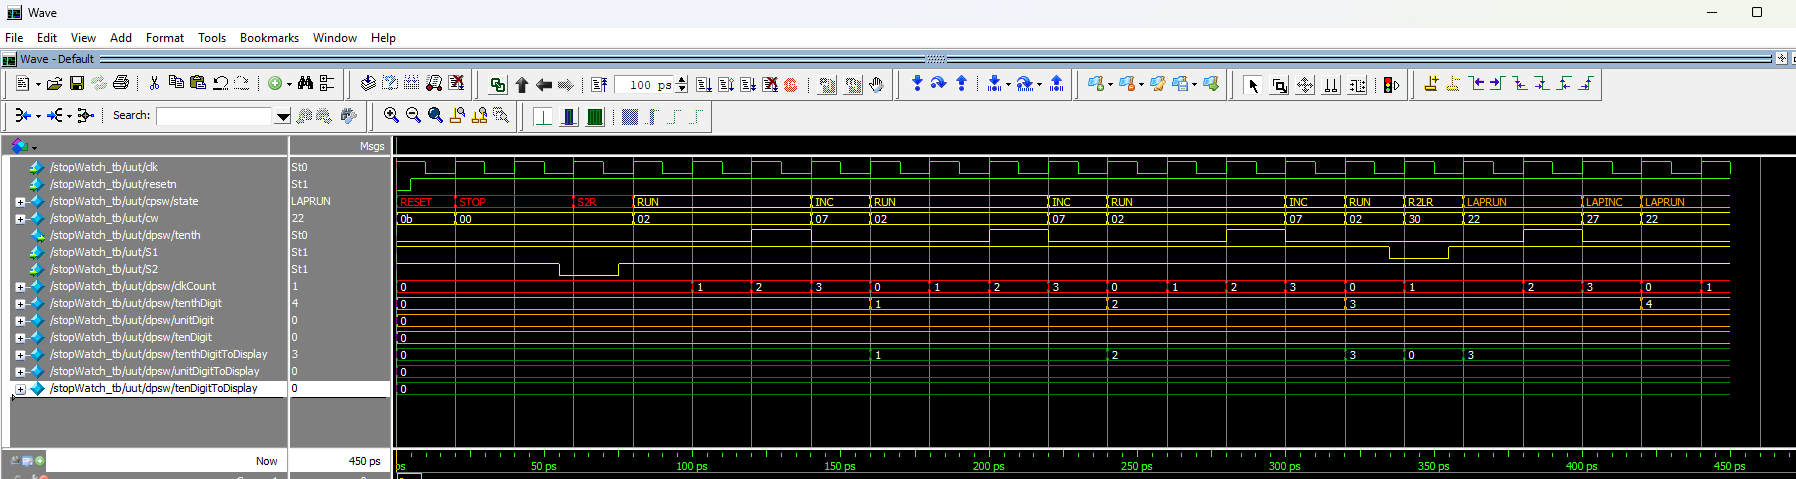 Wave
File Edit View Add Format Tools Bookmarks Window Help
Wave - Default
100 ps
Search:
Msgs
/stopWatch_tb/uut/clk St0
/stopWatch_tb/uut/resetn St1
/stopWatch_tb/uut/cpsw/state LAPRUN RESET STOP S2R RUN INC RUN INC RUN INC RUN R2LR LAPRUN LAPINC LAPRUN
/stopWatch_tb/uut/cw 22 0b 00 02 07 02 07 02 07 02 30 22 27 22
/stopWatch_tb/uut/dpsw/tenth St0
/stopWatch_tb/uut/S1 St1
/stopWatch_tb/uut/S2 St1
/stopWatch_tb/uut/dpsw/clkCount 1 0 1 2 3 0 1 2 3 0 1 2 3 0 1 2 3 0 1
/stopWatch_tb/uut/dpsw/tenthDigit 4 0 1 2 3 4
/stopWatch_tb/uut/dpsw/unitDigit 0 0
/stopWatch_tb/uut/dpsw/tenDigit 0 0
/stopWatch_tb/uut/dpsw/tenthDigitToDisplay 3 0 1 2 3 0 3
/stopWatch_tb/uut/dpsw/unitDigitToDisplay 0 0
/stopWatch_tb/uut/dpsw/tenDigitToDisplay 0 0
Now 450 ps ps 50 ps 100 ps 150 ps 200 ps 250 ps 300 ps 350 ps 400 ps 450 ps